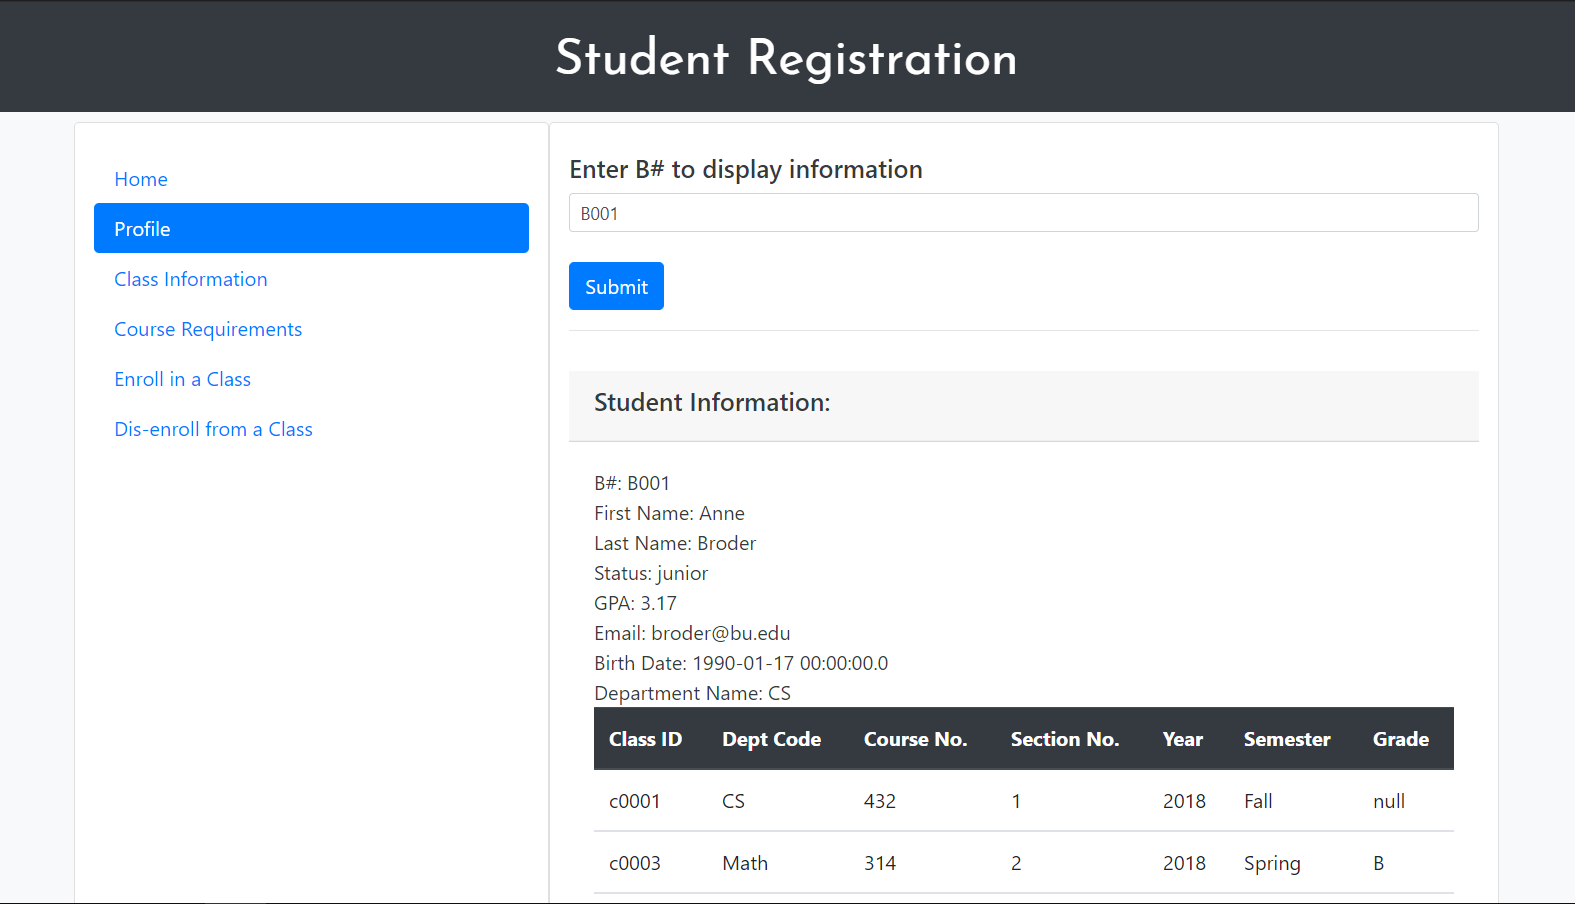 Student Registration
Home
Profile
Class Information
Course Requirements
Enroll in a Class
Dis-enroll from a Class
Enter B# to display information
B001
Submit
Student Information:
B#: B001
First Name: Anne
Last Name: Broder
Status: junior
GPA: 3.17
Email: broder@bu.edu
Birth Date: 1990-01-17 00:00:00.0
Department Name: CS
Class ID Dept Code Course No. Section No. Year Semester Grade
c0001 CS 432 1 2018 Fall null
c0003 Math 314 2 2018 Spring B